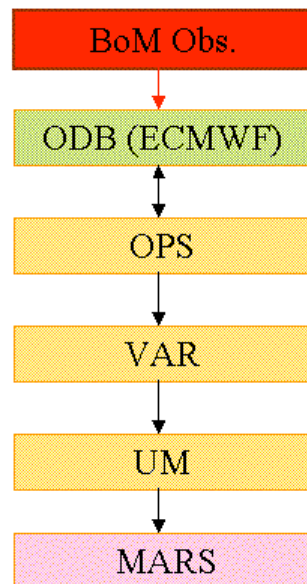 BoM Obs.
ODB (ECMWF)
OPS
VAR
UM
MARS